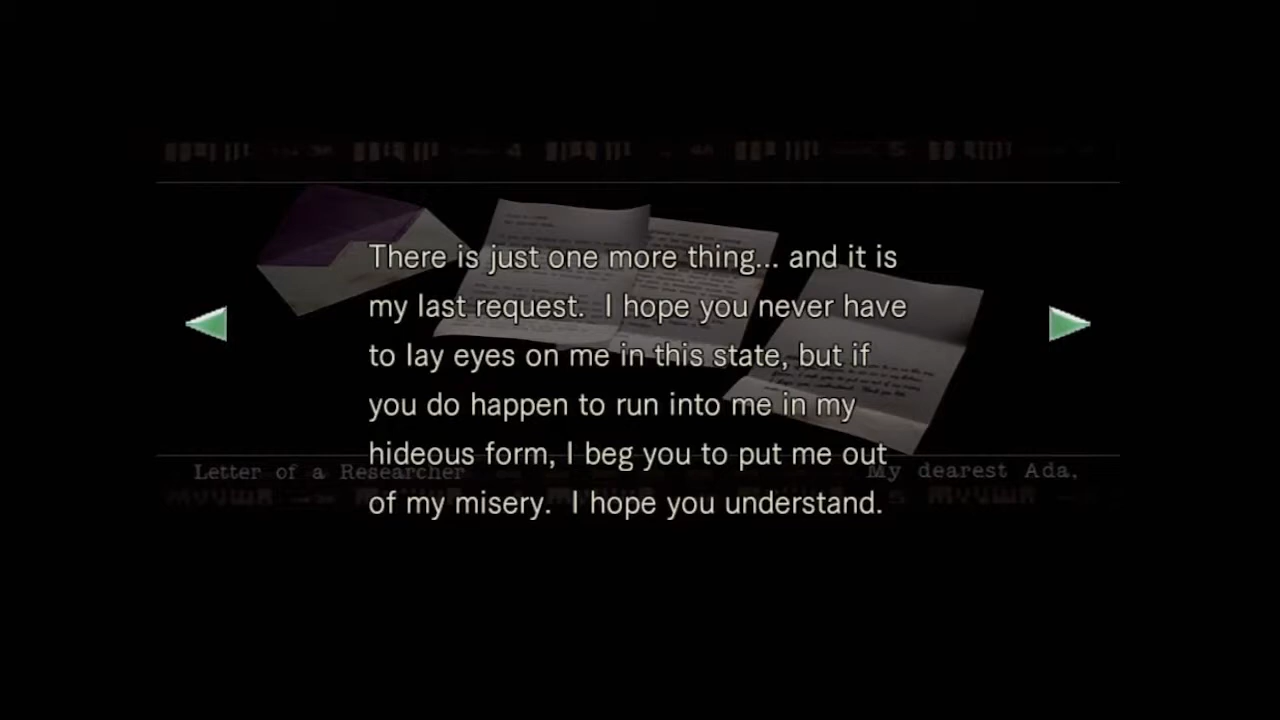 There is just one more thing... and it is
my last request.  I hope you never have
to lay eyes on me in this state, but if
you do happen to run into me in my
hideous form, I beg you to put me out
Letter of a Researcher
My dearest Ada,
of my misery.  I hope you understand.